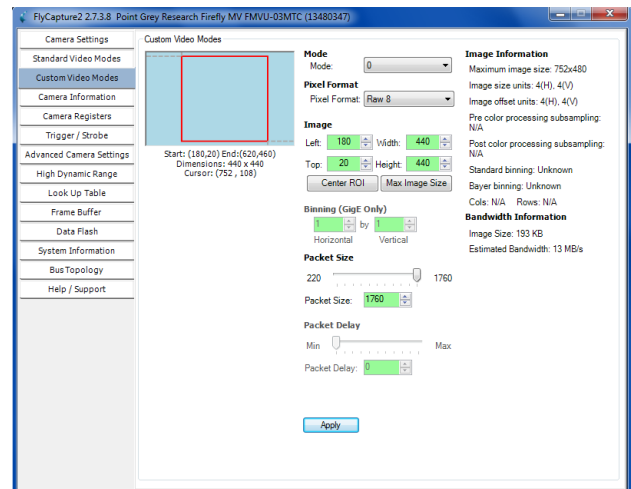 FlyCapture2 2.7.3.8 Point Grey Research Firefly MV FMVU-03MTC (13480347)
Camera Settings
Standard Video Modes
Custom Video Modes
Camera Information
Camera Registers
Trigger / Strobe
Advanced Camera Settings
High Dynamic Range
Look Up Table
Frame Buffer
Data Flash
System Information
Bus Topology
Help / Support
Custom Video Modes
Start: (180,20) End:(620,460)
Dimensions: 440 x 440
Cursor: (752 , 108)
Mode
Mode: 0
Pixel Format
Pixel Format: Raw 8
Image
Left: 180 Width: 440
Top: 20 Height: 440
Center ROI Max Image Size
Binning (GigE Only)
1 by 1
Horizontal Vertical
Packet Size
220 1760
Packet Size: 1760
Packet Delay
Min Max
Packet Delay: 0
Apply
Image Information
Maximum image size: 752x480
Image size units: 4(H), 4(V)
Image offset units: 4(H), 4(V)
Pre color processing subsampling:
N/A
Post color processing subsampling:
N/A
Standard binning: Unknown
Bayer binning: Unknown
Cols: N/A Rows: N/A
Bandwidth Information
Image Size: 193 KB
Estimated Bandwidth: 13 MB/s